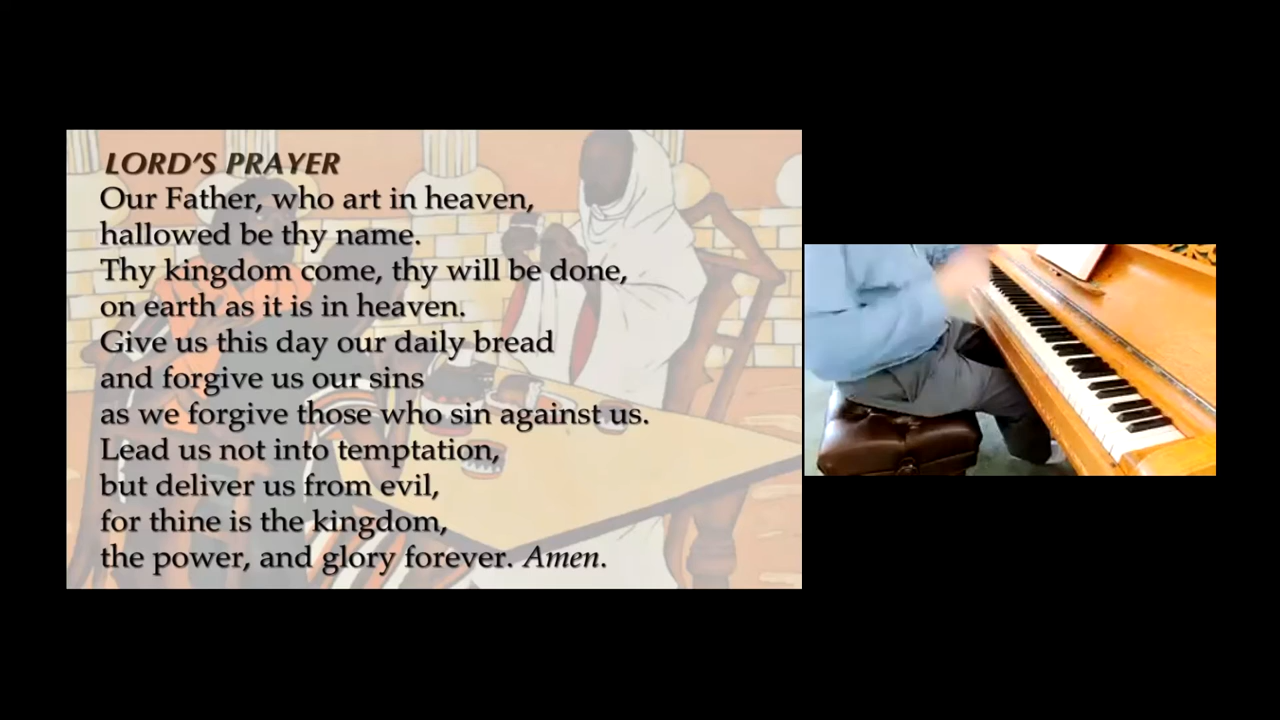 LORD'S PRAYER
Our Father, who art in heaven,
hallowed be thy name.
Thy kingdom come, thy will be done,
on earth as it is in heaven.
Give us this day our daily bread
and forgive us our sins
as we forgive those who sin against us.
Lead us not into temptation,
but deliver us from evil,
for thine is the kingdom,
the power, and glory forever. Amen.